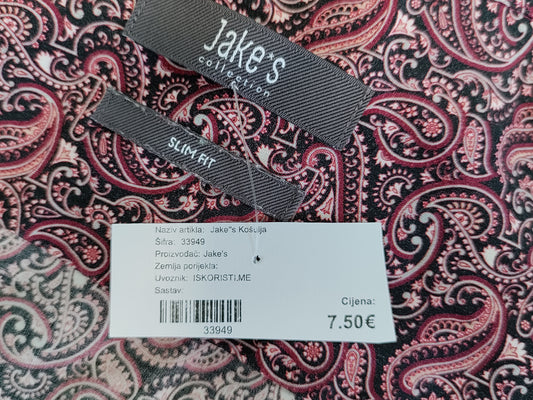 Jake*s
collection
SLIM FIT
Naziv artikla: Jake"s Košulja
Šifra: 33949
Proizvođač: Jake's
Zemlja porijekla:
Uvoznik: ISKORISTI.ME
Sastav:
Cijena:
7.50€
33949